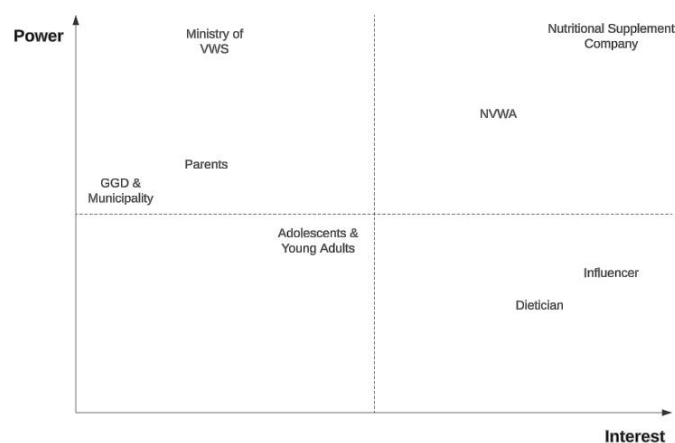 Power
Ministry of
VWS
Nutritional Supplement
Company
NVWA
Parents
GGD &
Municipality
Adolescents &
Young Adults
Influencer
Dietician
Interest